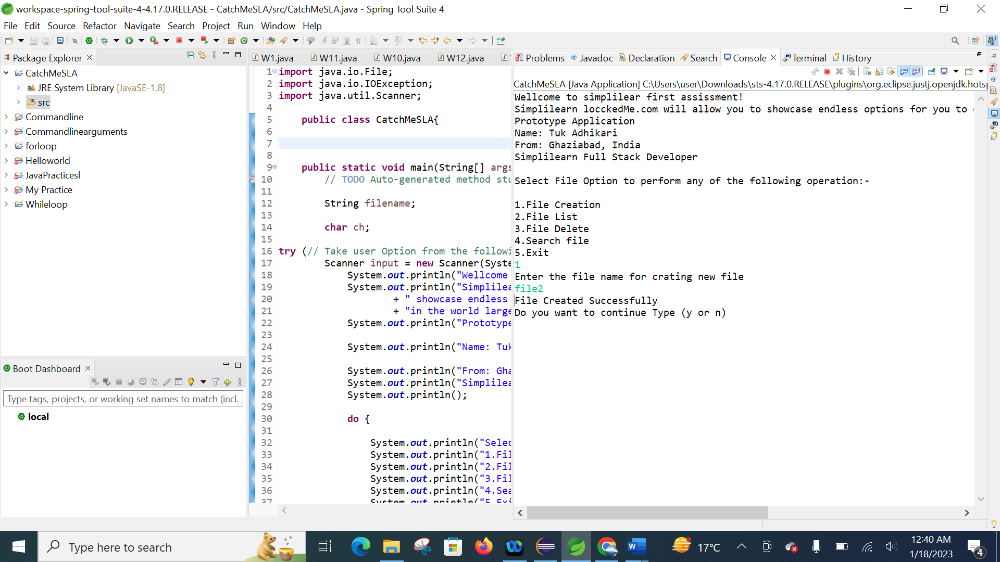 workspace-spring-tool-suite-4-4.17.0.RELEASE - CatchMeSLA/src/CatchMeSLA.java - Spring Tool Suite 4
File Edit Source Refactor Navigate Search Project Run Window Help
Package Explorer
CatchMeSLA
JRE System Library [JavaSE-1.8]
src
Commandline
Commandlinearguments
forloop
Helloworld
JavaPracticesl
My Practice
Whileloop
Boot Dashboard
Type tags, projects, or working set names to match (incl.
local
W1.java W11.java W10.java W12.java
1 import java.io.File;
2 import java.io.IOException;
3 import java.util.Scanner;
4
5 public class CatchMeSLA{
6
7
8
9 public static void main(String[] args
10 // TODO Auto-generated method stu
11
12 String filename;
13
14 char ch;
15
16 try (// Take user Option from the followi
17 Scanner input = new Scanner(Syste
18 System.out.println("Wellcome
19 System.out.println("Simplilea
20 + " showcase endless
21 + "in the world large
22 System.out.println("Prototype
23
24 System.out.println("Name: Tuk
25
26 System.out.println("From: Gha
27 System.out.println("Simplilea
28 System.out.println();
29
30 do {
31
32 System.out.println("Selec
33 System.out.println("1.Fil
34 System.out.println("2.Fil
35 System.out.println("3.Fil
36 System.out.println("4.Sea
37 System.out.println("5.Exi
Problems Javadoc Declaration Search Console Terminal History
CatchMeSLA [Java Application] C:\Users\user\Downloads\sts-4.17.0.RELEASE\plugins\org.eclipse.justj.openjdk.hotsp
Wellcome to simplilear first assissment!
Simplilearn locckedMe.com will allow you to showcase endless options for you to
Prototype Application
Name: Tuk Adhikari
From: Ghaziabad, India
Simplilearn Full Stack Developer
Select File Option to perform any of the following operation:-
1.File Creation
2.File List
3.File Delete
4.Search file
5.Exit
1
Enter the file name for crating new file
file2
File Created Successfully
Do you want to continue Type (y or n)
Type here to search
17°C
12:40 AM
1/18/2023
4